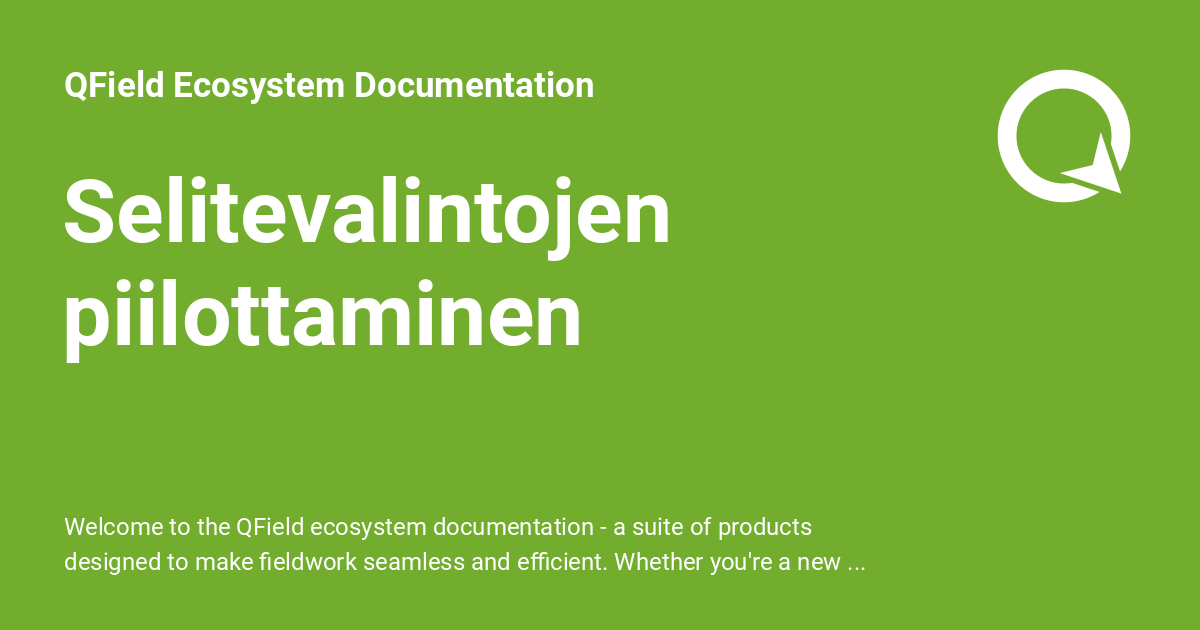 QField Ecosystem Documentation
Selitevalintojen
piilottaminen
Welcome to the QField ecosystem documentation - a suite of products
designed to make fieldwork seamless and efficient. Whether you're a new ...